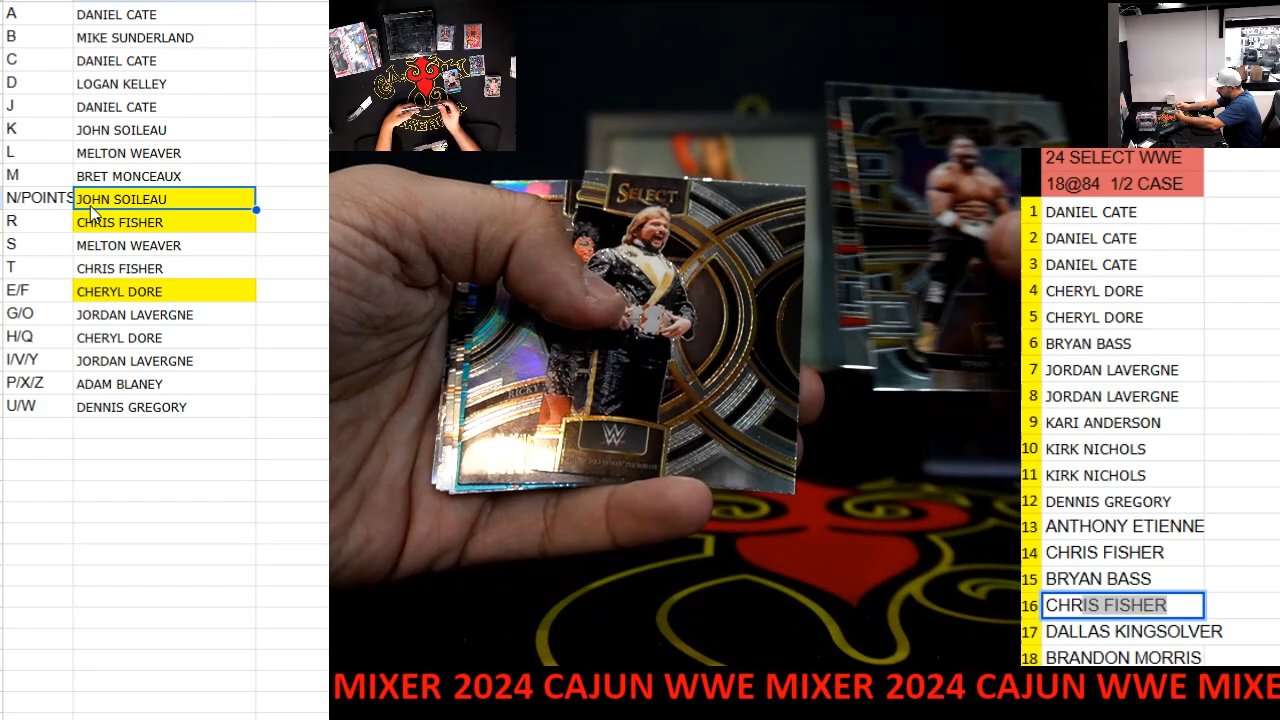 A DANIEL CATE
B MIKE SUNDERLAND
C DANIEL CATE
D LOGAN KELLEY
J DANIEL CATE
K JOHN SOILEAU
L MELTON WEAVER
M BRET MONCEAUX
N/POINTS JOHN SOILEAU
R CHRIS FISHER
S MELTON WEAVER
T CHRIS FISHER
E/F CHERYL DORE
G/O JORDAN LAVERGNE
H/Q CHERYL DORE
I/V/Y JORDAN LAVERGNE
P/X/Z ADAM BLANEY
U/W DENNIS GREGORY
SELECT
RICKY
W
24 SELECT WWE
18@84 1/2 CASE
1 DANIEL CATE
2 DANIEL CATE
3 DANIEL CATE
4 CHERYL DORE
5 CHERYL DORE
6 BRYAN BASS
7 JORDAN LAVERGNE
8 JORDAN LAVERGNE
9 KARI ANDERSON
10 KIRK NICHOLS
11 KIRK NICHOLS
12 DENNIS GREGORY
13 ANTHONY ETIENNE
14 CHRIS FISHER
15 BRYAN BASS
16 CHRIS FISHER
17 DALLAS KINGSOLVER
18 BRANDON MORRIS
MIXER 2024 CAJUN WWE MIXER 2024 CAJUN WWE MIXE